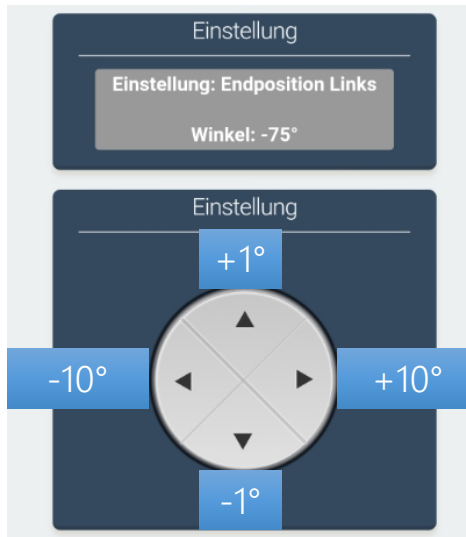 Einstellung
Einstellung: Endposition Links
Winkel: -75°
Einstellung
+1°
-10°
+10°
-1°